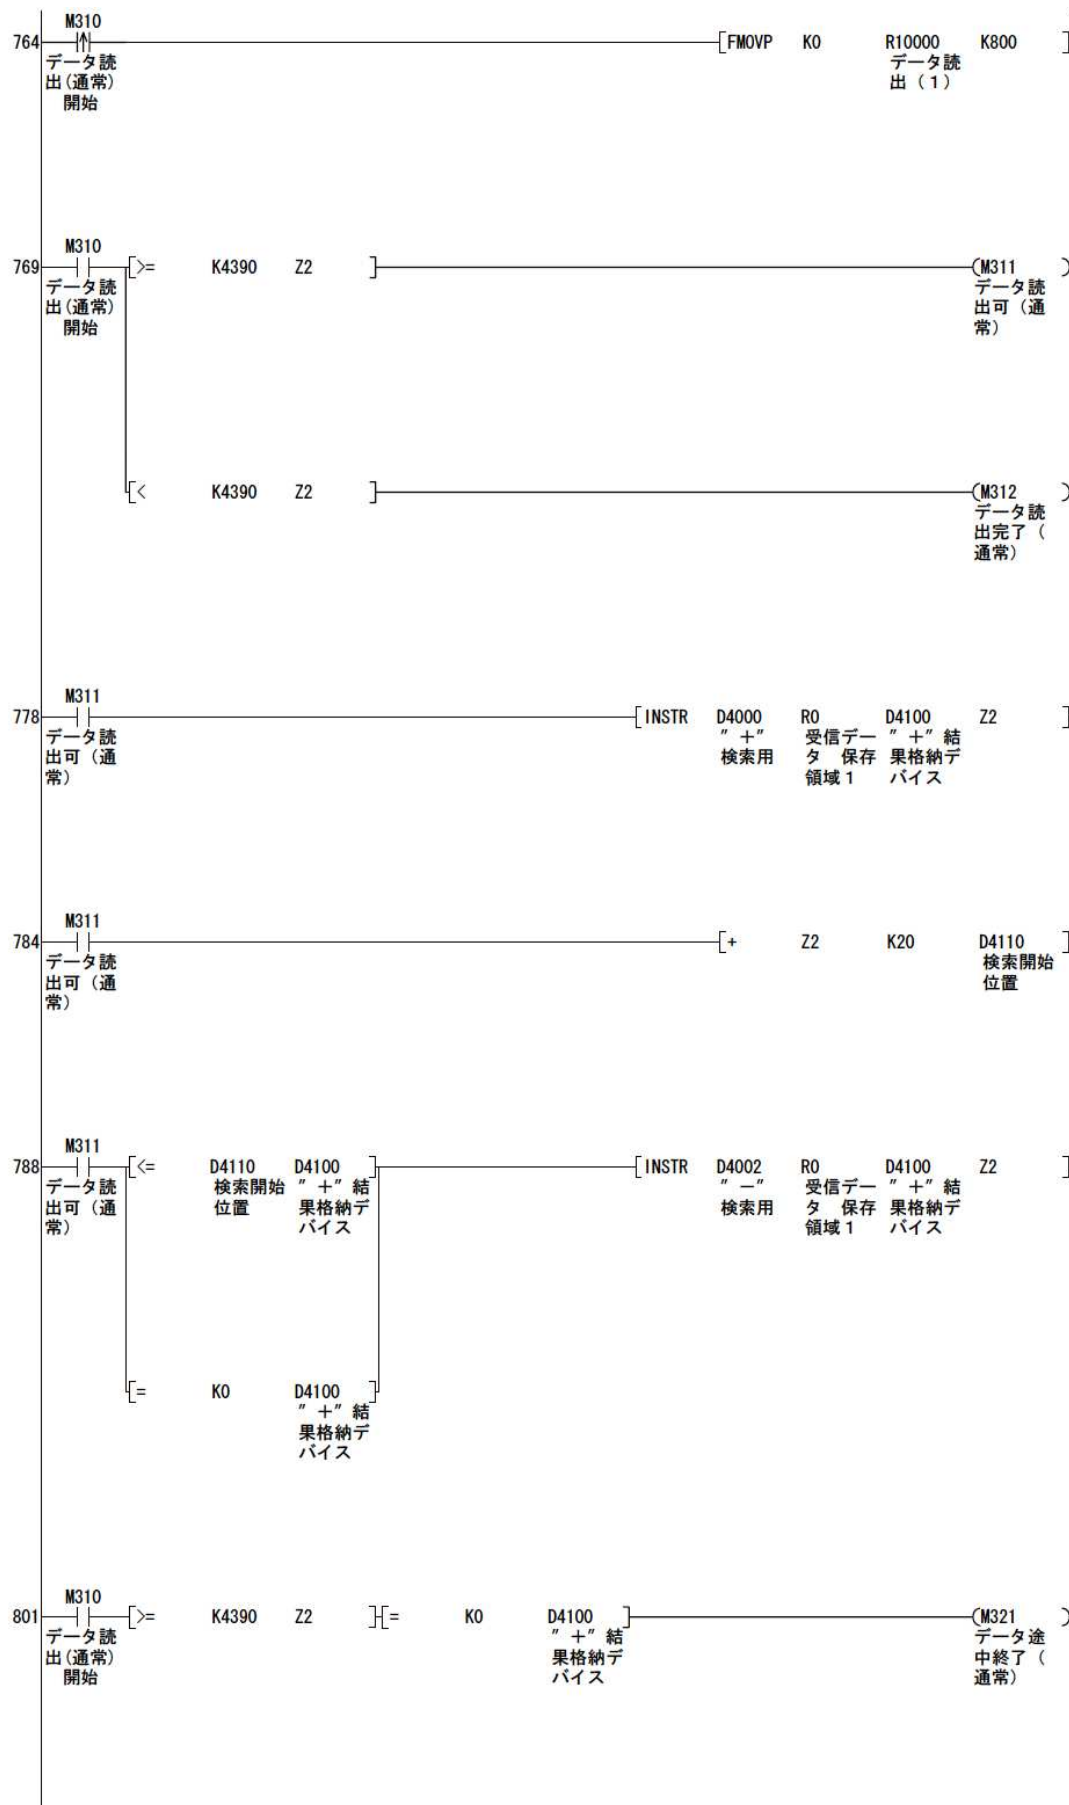 M310
764 [FMOVP K0 R10000 K800 ]
データ読 データ読
出(通常) 出(1)
開始
M310
769 [>= K4390 Z2 ] (M311 )
データ読 データ読
出(通常) 出可(通
開始 常)
[< K4390 Z2 ] (M312 )
データ読
出完了(
通常)
M311
778 [INSTR D4000 R0 D4100 Z2 ]
データ読 "+" 受信デー "+"結
出可(通 検索用 タ 保存 果格納デ
常) 領域1 バイス
M311
784 [+ Z2 K20 D4110 ]
データ読 検索開始
出可(通 位置
常)
M311
788 [<= D4110 D4100 ] [INSTR D4002 R0 D4100 Z2 ]
データ読 検索開始 "+"結 "-" 受信デー "+"結
出可(通 位置 果格納デ 検索用 タ 保存 果格納デ
常) バイス 領域1 バイス
[= K0 D4100 ]
"+"結
果格納デ
バイス
M310
801 [>= K4390 Z2 ][= K0 D4100 ] (M321 )
データ読 "+"結 データ途
出(通常) 果格納デ 中終了(
開始 バイス 通常)